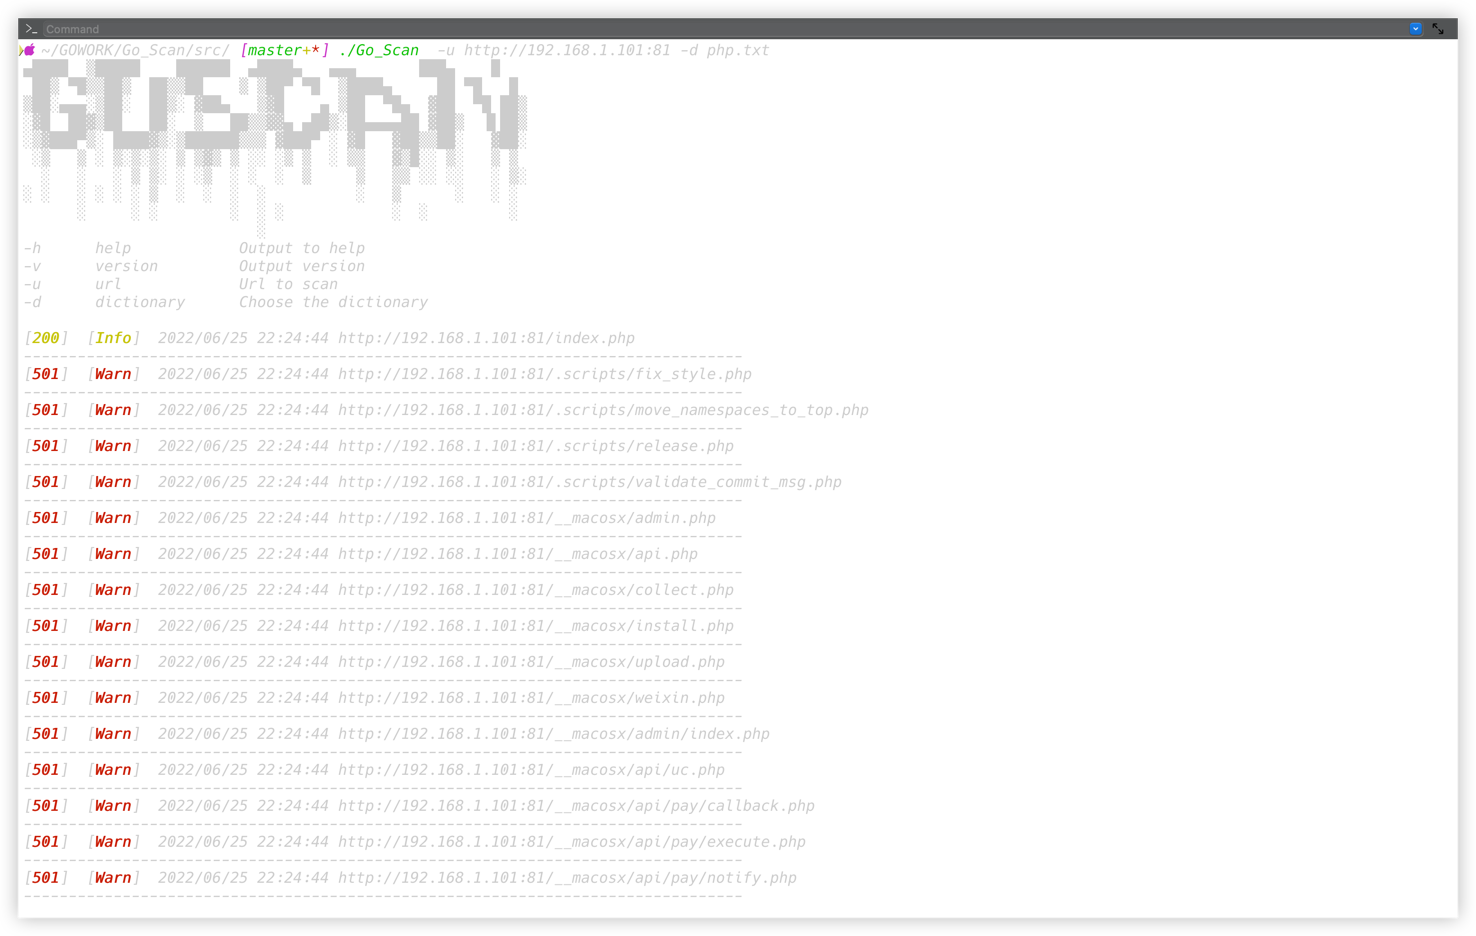 >_ Command
~/GOWORK/Go_Scan/src/ [master+*] ./Go_Scan  -u http://192.168.1.101:81 -d php.txt
-h      help            Output to help
-v      version         Output version
-u      url             Url to scan
-d      dictionary      Choose the dictionary
[200]  [Info]  2022/06/25 22:24:44 http://192.168.1.101:81/index.php
--------------------------------------------------------------------------------
[501]  [Warn]  2022/06/25 22:24:44 http://192.168.1.101:81/.scripts/fix_style.php
--------------------------------------------------------------------------------
[501]  [Warn]  2022/06/25 22:24:44 http://192.168.1.101:81/.scripts/move_namespaces_to_top.php
--------------------------------------------------------------------------------
[501]  [Warn]  2022/06/25 22:24:44 http://192.168.1.101:81/.scripts/release.php
--------------------------------------------------------------------------------
[501]  [Warn]  2022/06/25 22:24:44 http://192.168.1.101:81/.scripts/validate_commit_msg.php
--------------------------------------------------------------------------------
[501]  [Warn]  2022/06/25 22:24:44 http://192.168.1.101:81/__macosx/admin.php
--------------------------------------------------------------------------------
[501]  [Warn]  2022/06/25 22:24:44 http://192.168.1.101:81/__macosx/api.php
--------------------------------------------------------------------------------
[501]  [Warn]  2022/06/25 22:24:44 http://192.168.1.101:81/__macosx/collect.php
--------------------------------------------------------------------------------
[501]  [Warn]  2022/06/25 22:24:44 http://192.168.1.101:81/__macosx/install.php
--------------------------------------------------------------------------------
[501]  [Warn]  2022/06/25 22:24:44 http://192.168.1.101:81/__macosx/upload.php
--------------------------------------------------------------------------------
[501]  [Warn]  2022/06/25 22:24:44 http://192.168.1.101:81/__macosx/weixin.php
--------------------------------------------------------------------------------
[501]  [Warn]  2022/06/25 22:24:44 http://192.168.1.101:81/__macosx/admin/index.php
--------------------------------------------------------------------------------
[501]  [Warn]  2022/06/25 22:24:44 http://192.168.1.101:81/__macosx/api/uc.php
--------------------------------------------------------------------------------
[501]  [Warn]  2022/06/25 22:24:44 http://192.168.1.101:81/__macosx/api/pay/callback.php
--------------------------------------------------------------------------------
[501]  [Warn]  2022/06/25 22:24:44 http://192.168.1.101:81/__macosx/api/pay/execute.php
--------------------------------------------------------------------------------
[501]  [Warn]  2022/06/25 22:24:44 http://192.168.1.101:81/__macosx/api/pay/notify.php
--------------------------------------------------------------------------------